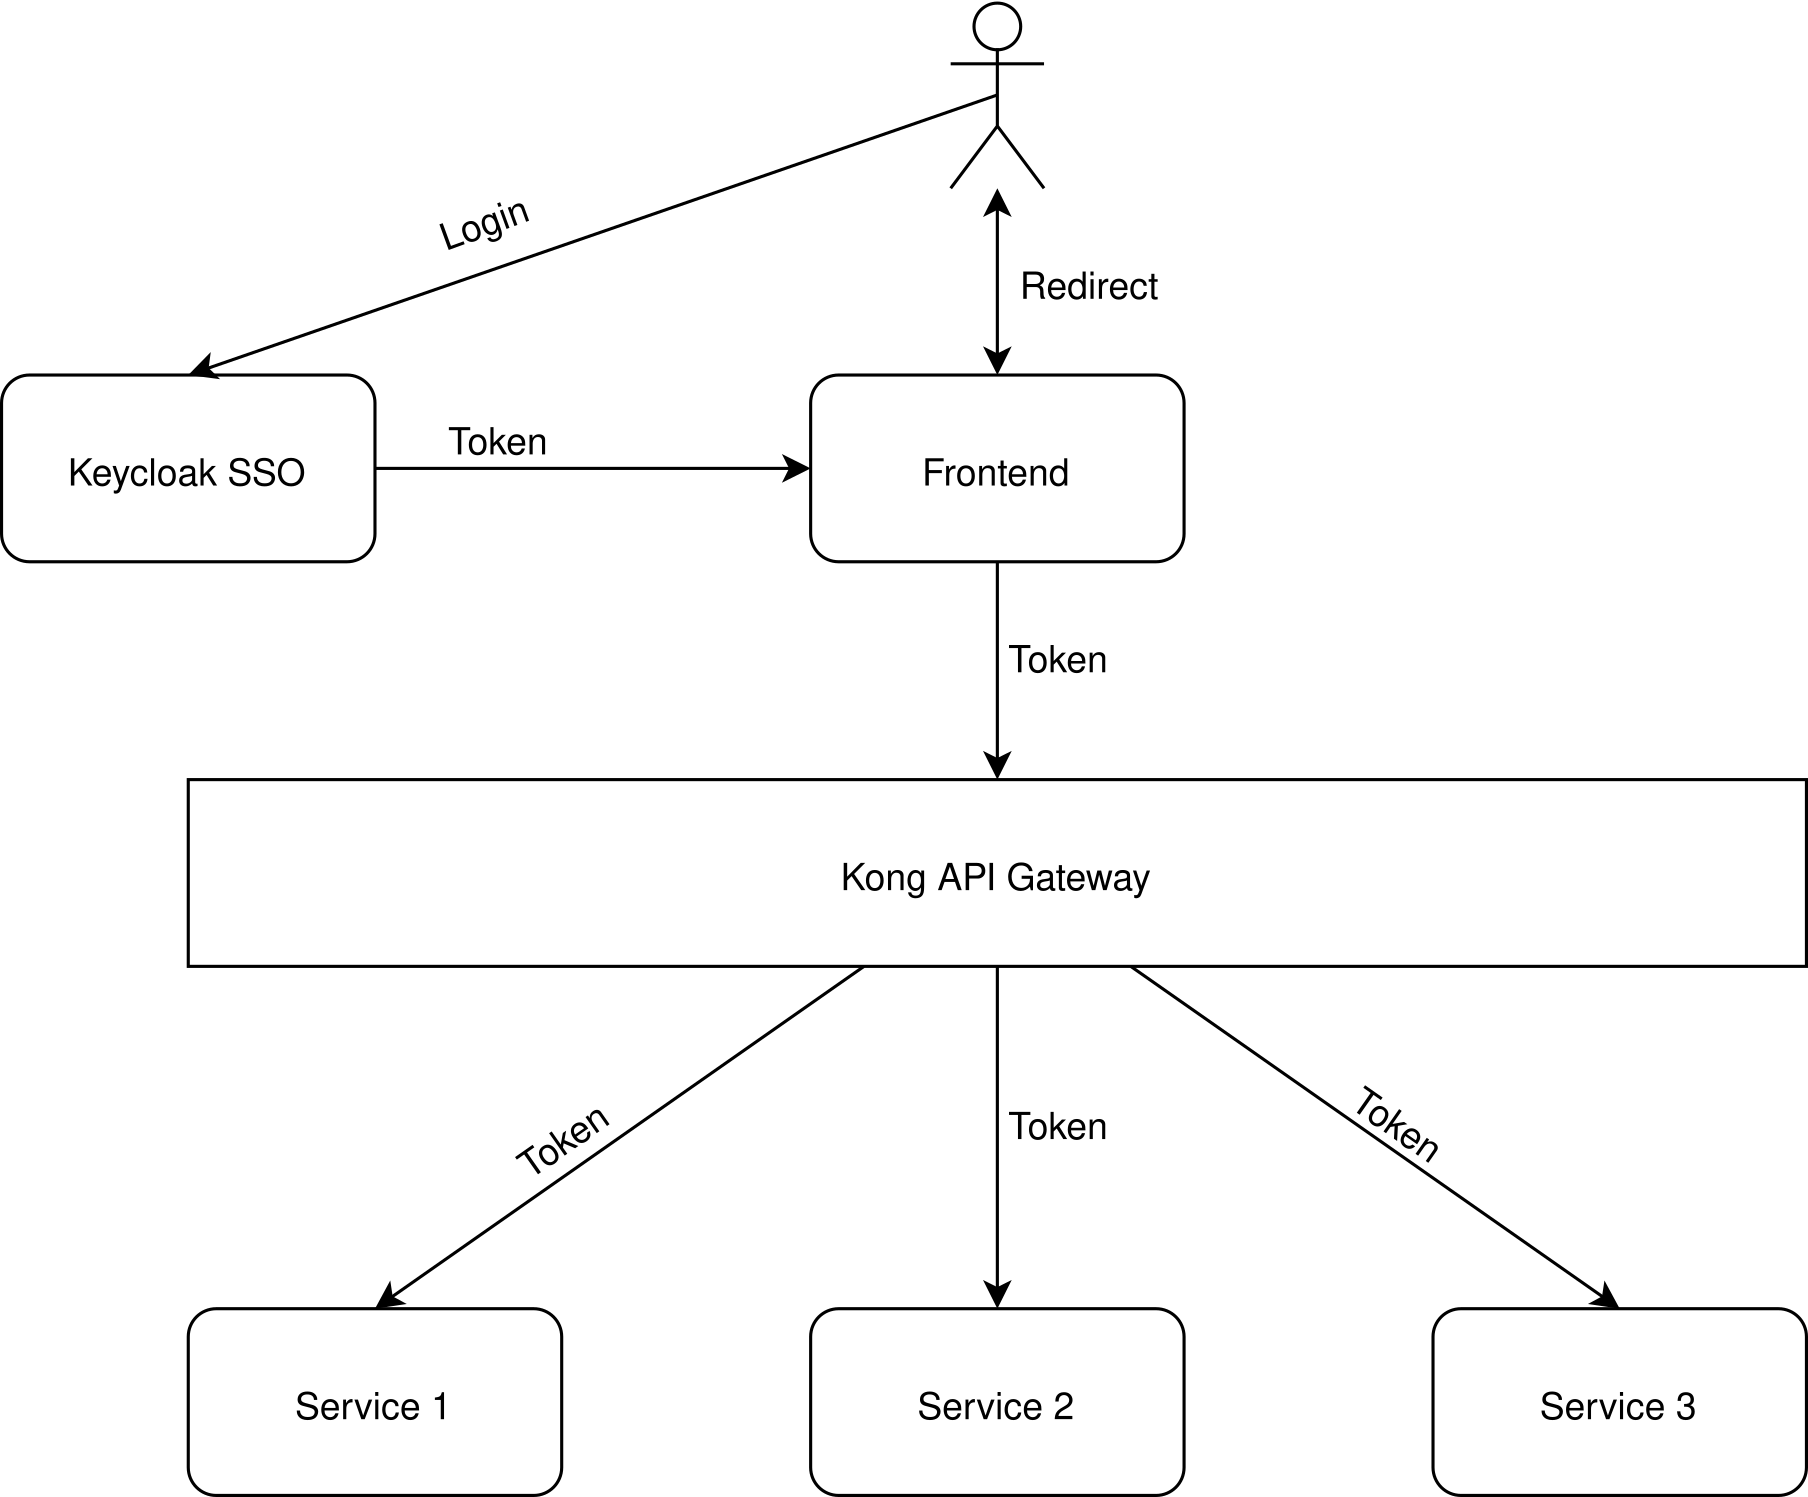 Login
Redirect
Token
Keycloak SSO
Frontend
Token
Kong API Gateway
Token
Token
Token
Service 1
Service 2
Service 3